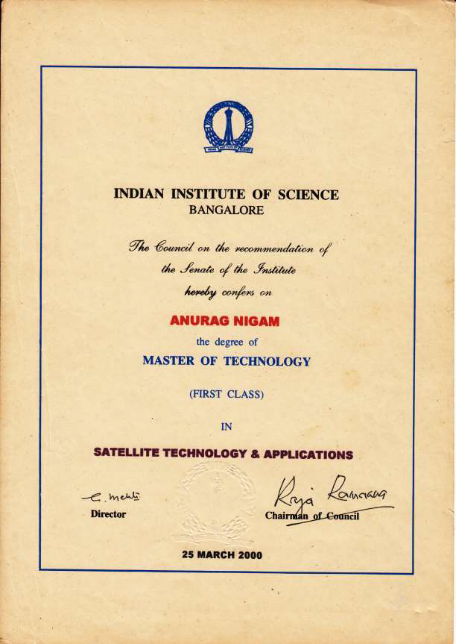 INDIAN INSTITUTE OF SCIENCE
BANGALORE
The Council on the recommendation of
the Senate of the Institute
hereby confers on
ANURAG NIGAM
the degree of
MASTER OF TECHNOLOGY
(FIRST CLASS)
IN
SATELLITE TECHNOLOGY & APPLICATIONS
G. Mehta Raja Ramanna
Director Chairman of Council
25 MARCH 2000